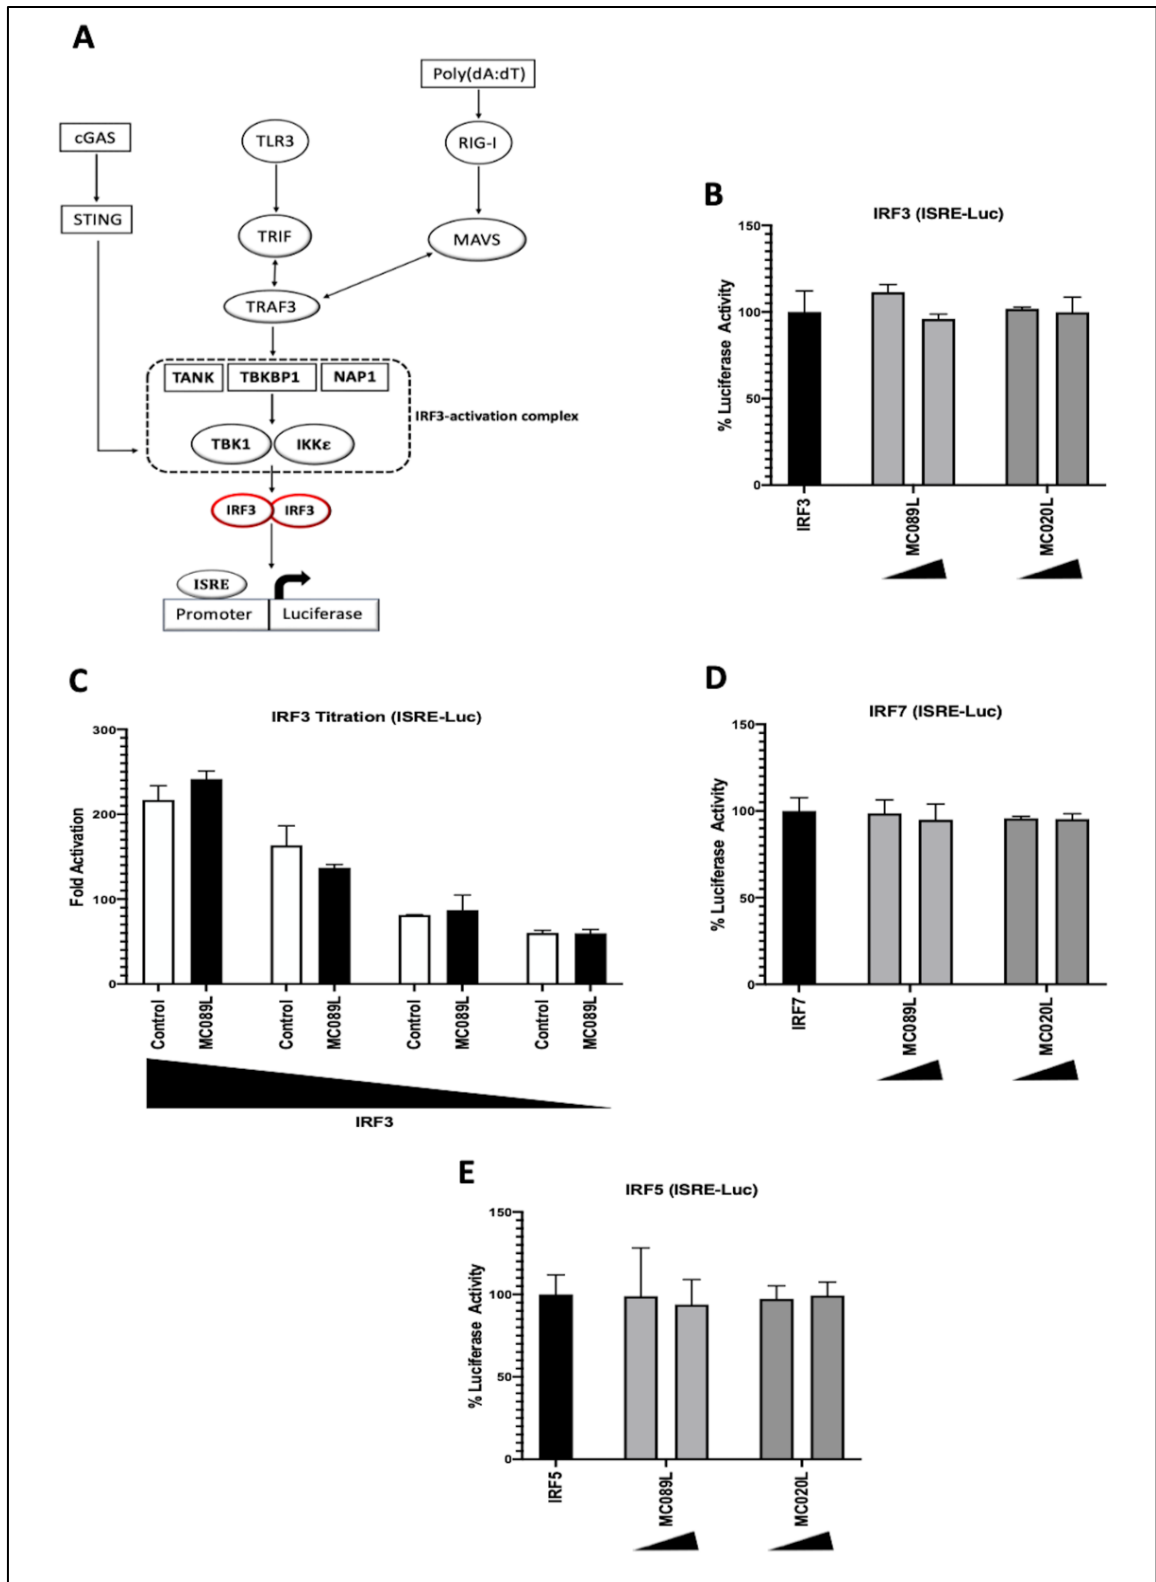 A
Poly(dA:dT)
cGAS
TLR3
RIG-I
STING
TRIF
MAVS
TRAF3
TANK
TBKBP1
NAP1
IRF3-activation complex
TBK1
IKKε
IRF3
IRF3
ISRE
Promoter
Luciferase
B
IRF3 (ISRE-Luc)
% Luciferase Activity
150
100
50
0
IRF3
MC089L
MC020L
C
IRF3 Titration (ISRE-Luc)
Fold Activation
300
200
100
0
Control
MC089L
Control
MC089L
Control
MC089L
Control
MC089L
IRF3
D
IRF7 (ISRE-Luc)
% Luciferase Activity
150
100
50
0
IRF7
MC089L
MC020L
E
IRF5 (ISRE-Luc)
% Luciferase Activity
150
100
50
0
IRF5
MC089L
MC020L